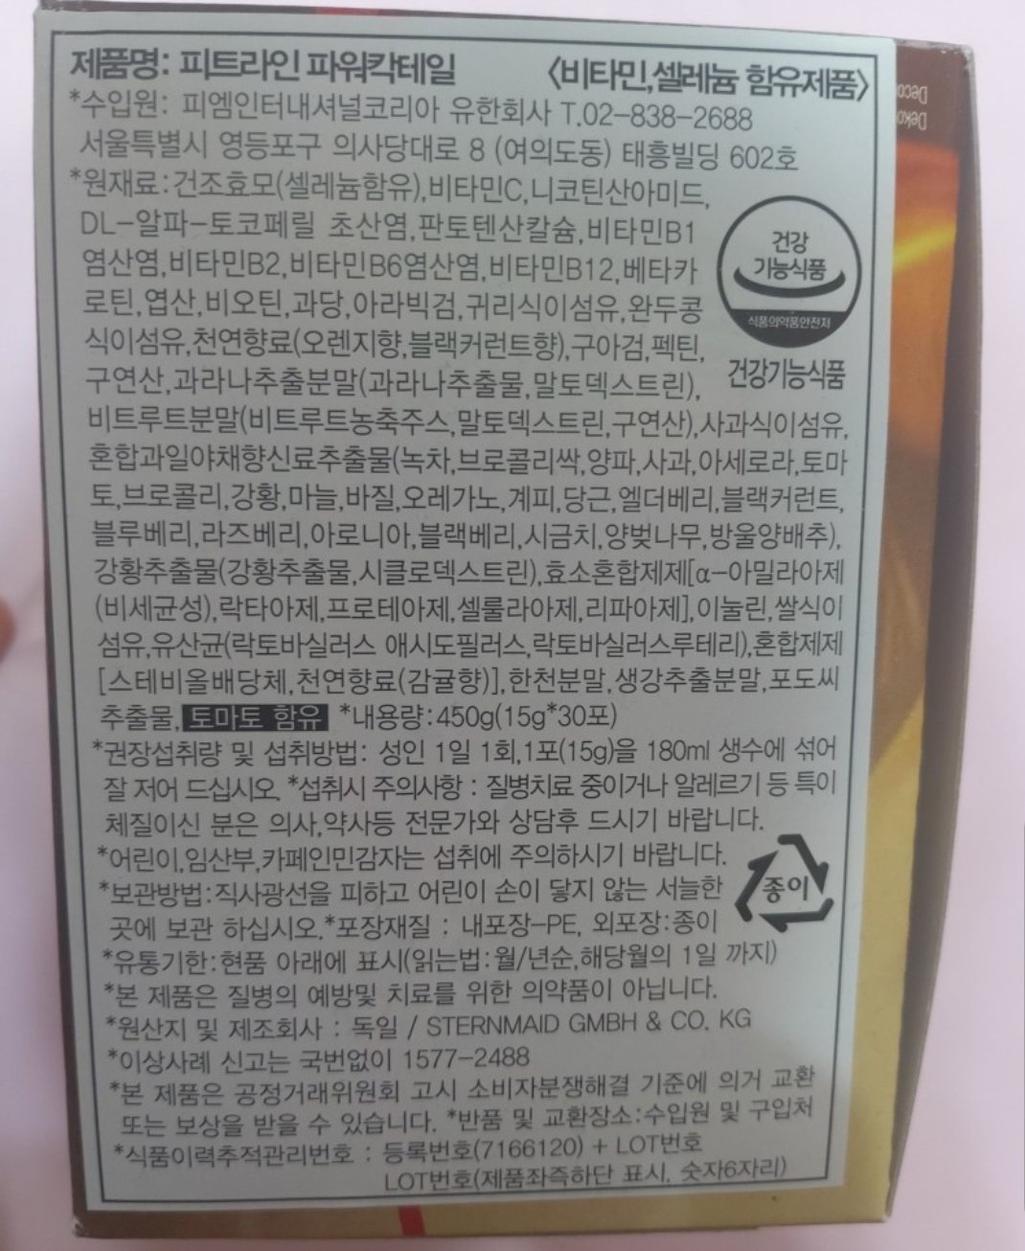 제품명: 피트라인 파워칵테일 <비타민,셀레늄 함유제품>
*수입원: 피엠인터내셔널코리아 유한회사 T.02-838-2688
서울특별시 영등포구 의사당대로 8 (여의도동) 태흥빌딩 602호
*원재료:건조효모(셀레늄함유),비타민C,니코틴산아미드,
DL-알파-토코페릴 초산염,판토텐산칼슘,비타민B1
염산염,비타민B2,비타민B6염산염,비타민B12,베타카
로틴,엽산,비오틴,과당,아라빅검,귀리식이섬유,완두콩
식이섬유,천연향료(오렌지향,블랙커런트향),구아검,펙틴,
구연산,과라나추출분말(과라나추출물,말토덱스트린),
비트루트분말(비트루트농축주스,말토덱스트린,구연산),사과식이섬유,
혼합과일야채향신료추출물(녹차,브로콜리싹,양파,사과,아세로라,토마
토,브로콜리,강황,마늘,바질,오레가노,계피,당근,엘더베리,블랙커런트,
블루베리,라즈베리,아로니아,블랙베리,시금치,양벚나무,방울양배추),
강황추출물(강황추출물,시클로덱스트린),효소혼합제제[α-아밀라아제
(비세균성),락타아제,프로테아제,셀룰라아제,리파아제],이눌린,쌀식이
섬유,유산균(락토바실러스 애시도필러스,락토바실러스루테리),혼합제제
[스테비올배당체,천연향료(감귤향)],한천분말,생강추출분말,포도씨
추출물, 토마토 함유 *내용량:450g(15g*30포)
*권장섭취량 및 섭취방법: 성인 1일 1회,1포(15g)을 180ml 생수에 섞어
잘 저어 드십시오. *섭취시 주의사항 : 질병치료 중이거나 알레르기 등 특이
체질이신 분은 의사,약사등 전문가와 상담후 드시기 바랍니다.
*어린이,임산부,카페인민감자는 섭취에 주의하시기 바랍니다.
*보관방법:직사광선을 피하고 어린이 손이 닿지 않는 서늘한
곳에 보관 하십시오.*포장재질 : 내포장-PE, 외포장:종이
*유통기한:현품 아래에 표시(읽는법:월/년순,해당월의 1일 까지)
*본 제품은 질병의 예방및 치료를 위한 의약품이 아닙니다.
*원산지 및 제조회사 : 독일 / STERNMAID GMBH & CO. KG
*이상사례 신고는 국번없이 1577-2488
*본 제품은 공정거래위원회 고시 소비자분쟁해결 기준에 의거 교환
또는 보상을 받을 수 있습니다. *반품 및 교환장소:수입원 및 구입처
*식품이력추적관리번호 : 등록번호(7166120) + LOT번호
LOT번호(제품좌즉하단 표시, 숫자6자리)
건강
기능식품
식품의약품안전처
건강기능식품
종이